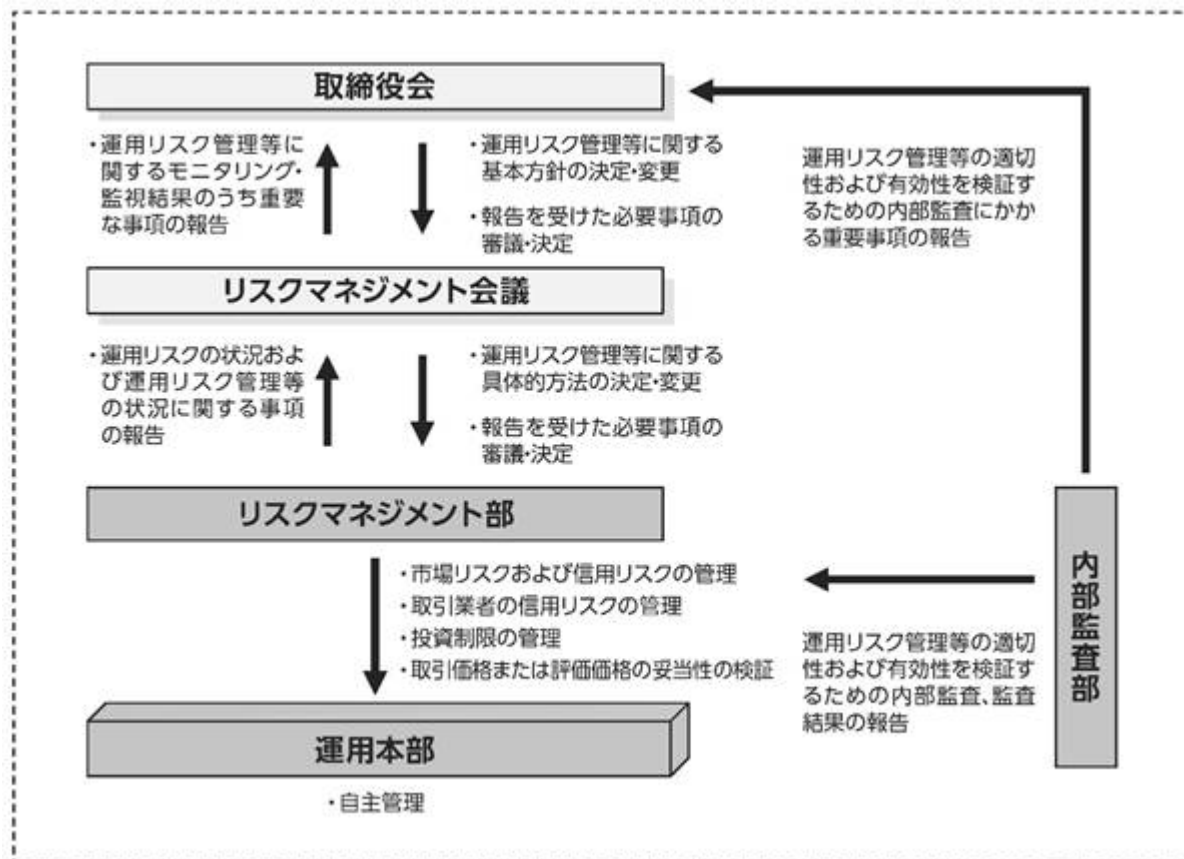 取締役会
・運用リスク管理等に
関するモニタリング・
監視結果のうち重要
な事項の報告
・運用リスク管理等に関する
基本方針の決定・変更
・報告を受けた必要事項の
審議・決定
運用リスク管理等の適切
性および有効性を検証す
るための内部監査にかか
る重要事項の報告
リスクマネジメント会議
・運用リスクの状況およ
び運用リスク管理等
の状況に関する事項
の報告
・運用リスク管理等に関する
具体的方法の決定・変更
・報告を受けた必要事項の
審議・決定
リスクマネジメント部
・市場リスクおよび信用リスクの管理
・取引業者の信用リスクの管理
・投資制限の管理
・取引価格または評価価格の妥当性の検証
運用リスク管理等の適切
性および有効性を検証す
るための内部監査、監査
結果の報告
内部監査部
運用本部
・自主管理